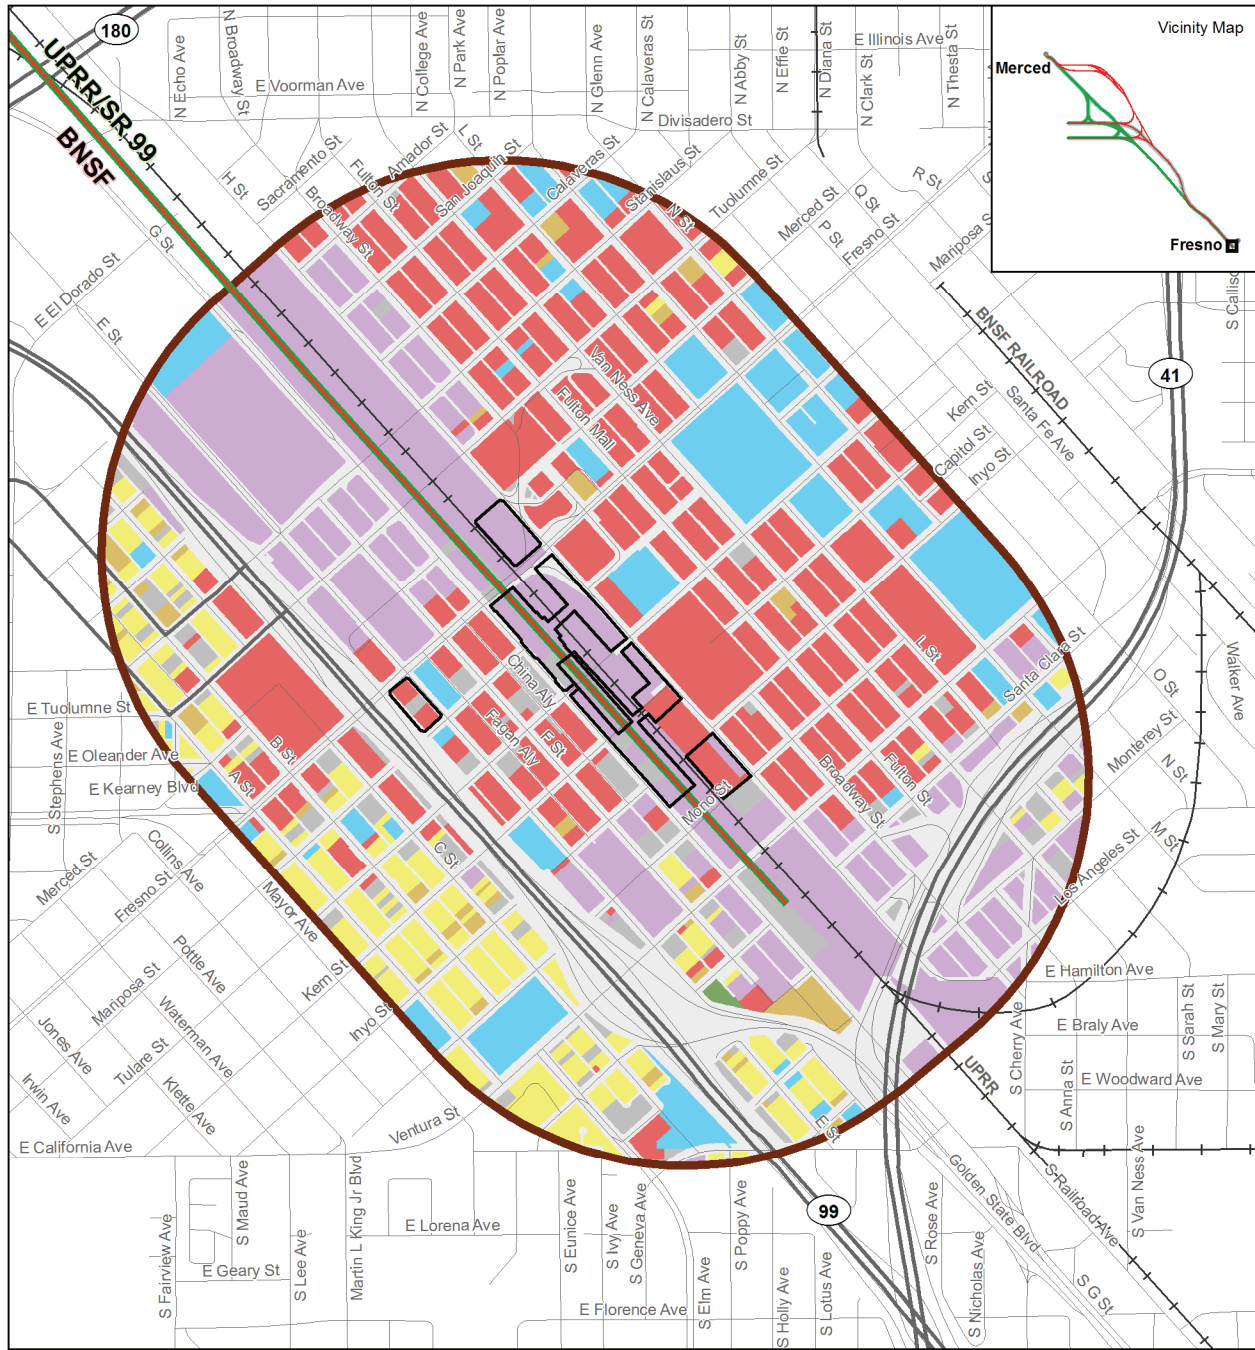 180
N Echo Ave
N Broadway St
E Voorman Ave
N College Ave
N Park Ave
N Poplar Ave
N Glenn Ave
N Calaveras St
N Abby St
N Effie St
N Diana St
E Illinois Ave
N Clark St
N Thesta St
Divisadero St
Vicinity Map
Merced
Fresno
UPRR/SR 99
BNSF
H St
Sacramento St
Broadway St
Fulton St
Amador St
L St
San Joaquin St
Calaveras St
Stanislaus St
N St
Tuolumne St
Merced St
P St
Q St
Fresno St
R St
Mariposa S
S
G St
E El Dorado St
E St
BNSF RAILROAD
S Calliso
41
Kern St
Santa Fe Ave
Capitol St
Inyo St
Van Ness Ave
Fulton Mall
China Aly
Fagan Aly
F St
L St
Santa Clara St
O St
Walker Ave
Monterey St
N St
M St
Los Angeles St
Broadway St
Fulton St
Mono St
E Tuolumne St
S Stephens Ave
E Oleander Ave
E Kearney Blvd
B St
A St
C St
Merced St
Collins Ave
Fresno St
Mayor Ave
Pottle Ave
Kern St
Mariposa St
Waterman Ave
Inyo St
Jones Ave
Tulare St
Klette Ave
Irwin Ave
E California Ave
Ventura St
E St
UPRR
E Hamilton Ave
S Cherry Ave
E Braly Ave
S Sarah St
S Mary St
E Woodward Ave
S Anna St
S Van Ness Ave
S Railroad Ave
Golden State Blvd
S G St
99
S Maud Ave
S Fairview Ave
E Geary St
S Lee Ave
Martin L King Jr Blvd
E Lorena Ave
S Eunice Ave
S Ivy Ave
S Geneva Ave
E Florence Ave
S Elm Ave
S Poppy Ave
S Holly Ave
S Lotus Ave
S Rose Ave
S Nicholas Ave